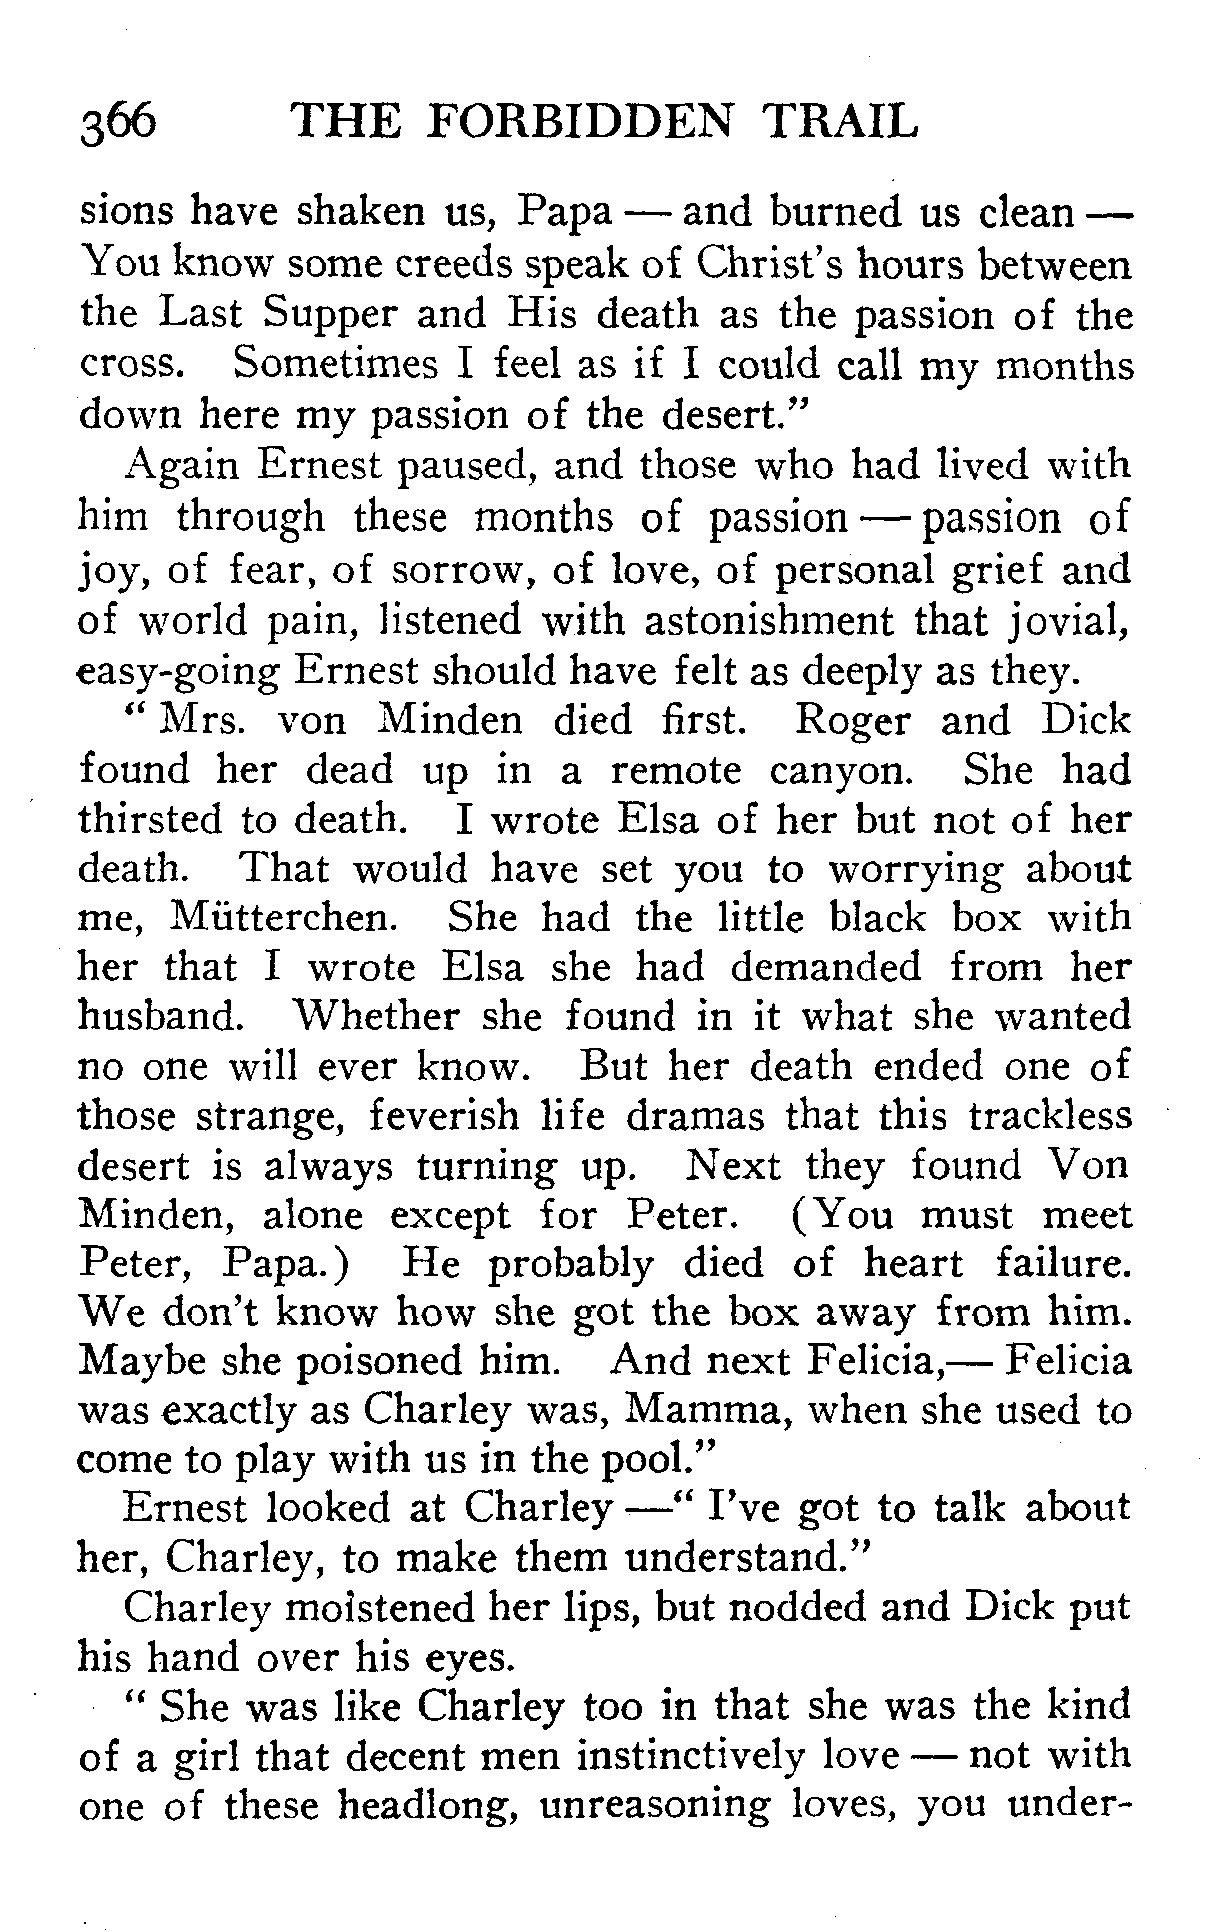 366 THE FORBIDDEN TRAIL
sions have shaken us, Papa — and burned us clean —
You know some creeds speak of Christ's hours between
the Last Supper and His death as the passion of the
cross. Sometimes I feel as if I could call my months
down here my passion of the desert."
Again Ernest paused, and those who had lived with
him through these months of passion — passion of
joy, of fear, of sorrow, of love, of personal grief and
of world pain, listened with astonishment that jovial,
easy-going Ernest should have felt as deeply as they.
" Mrs. von Minden died first. Roger and Dick
found her dead up in a remote canyon. She had
thirsted to death. I wrote Elsa of her but not of her
death. That would have set you to worrying about
me, Mütterchen. She had the little black box with
her that I wrote Elsa she had demanded from her
husband. Whether she found in it what she wanted
no one will ever know. But her death ended one of
those strange, feverish life dramas that this trackless
desert is always turning up. Next they found Von
Minden, alone except for Peter. (You must meet
Peter, Papa.) He probably died of heart failure.
We don't know how she got the box away from him.
Maybe she poisoned him. And next Felicia,— Felicia
was exactly as Charley was, Mamma, when she used to
come to play with us in the pool."
Ernest looked at Charley —" I've got to talk about
her, Charley, to make them understand."
Charley moistened her lips, but nodded and Dick put
his hand over his eyes.
" She was like Charley too in that she was the kind
of a girl that decent men instinctively love — not with
one of these headlong, unreasoning loves, you under-